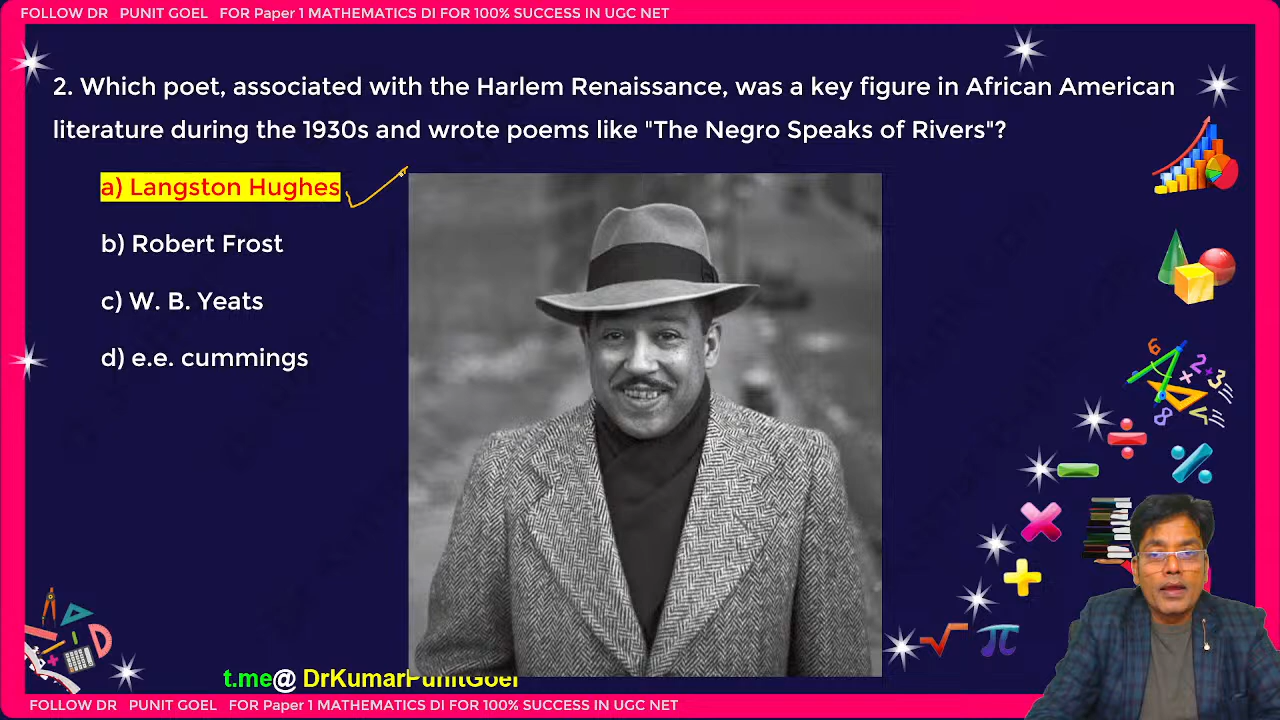 FOLLOW DR PUNIT GOEL FOR Paper 1 MATHEMATICS DI FOR 100% SUCCESS IN UGC NET
2. Which poet, associated with the Harlem Renaissance, was a key figure in African American
literature during the 1930s and wrote poems like "The Negro Speaks of Rivers"?
a) Langston Hughes
b) Robert Frost
c) W. B. Yeats
d) e.e. cummings
t.me@ DrKumarPunitGoel
FOLLOW DR PUNIT GOEL FOR Paper 1 MATHEMATICS DI FOR 100% SUCCESS IN UGC NET